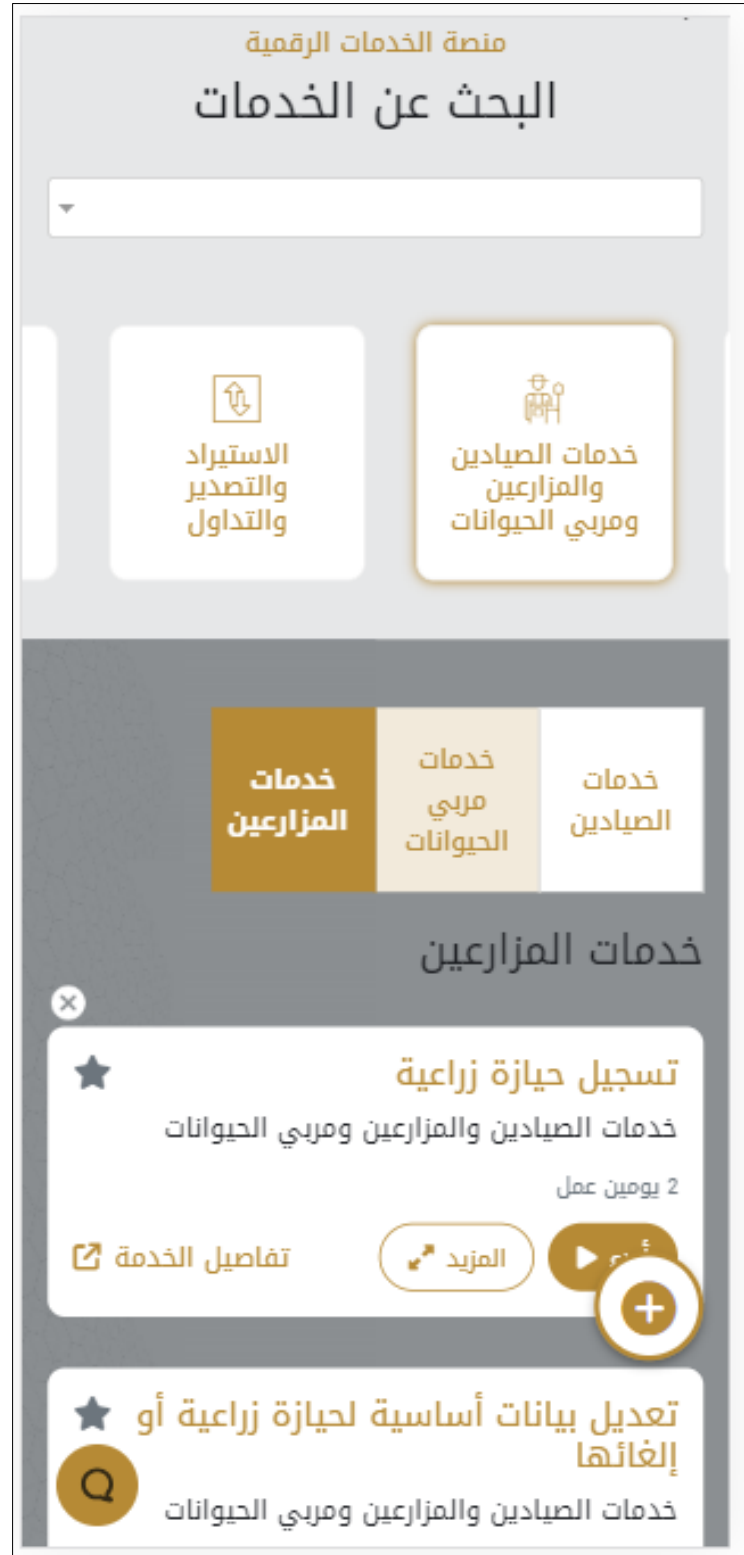 منصة الخدمات الرقمية
البحث عن الخدمات
خدمات الصيادين
والمزارعين
ومربي الحيوانات
الاستيراد
والتصدير
والتداول
خدمات
الصيادين
خدمات
مربي
الحيوانات
خدمات
المزارعين
خدمات المزارعين
تسجيل حيازة زراعية
خدمات الصيادين والمزارعين ومربي الحيوانات
2 يومين عمل
المزيد
تفاصيل الخدمة
تعديل بيانات أساسية لحيازة زراعية أو
إلغائها
خدمات الصيادين والمزارعين ومربي الحيوانات